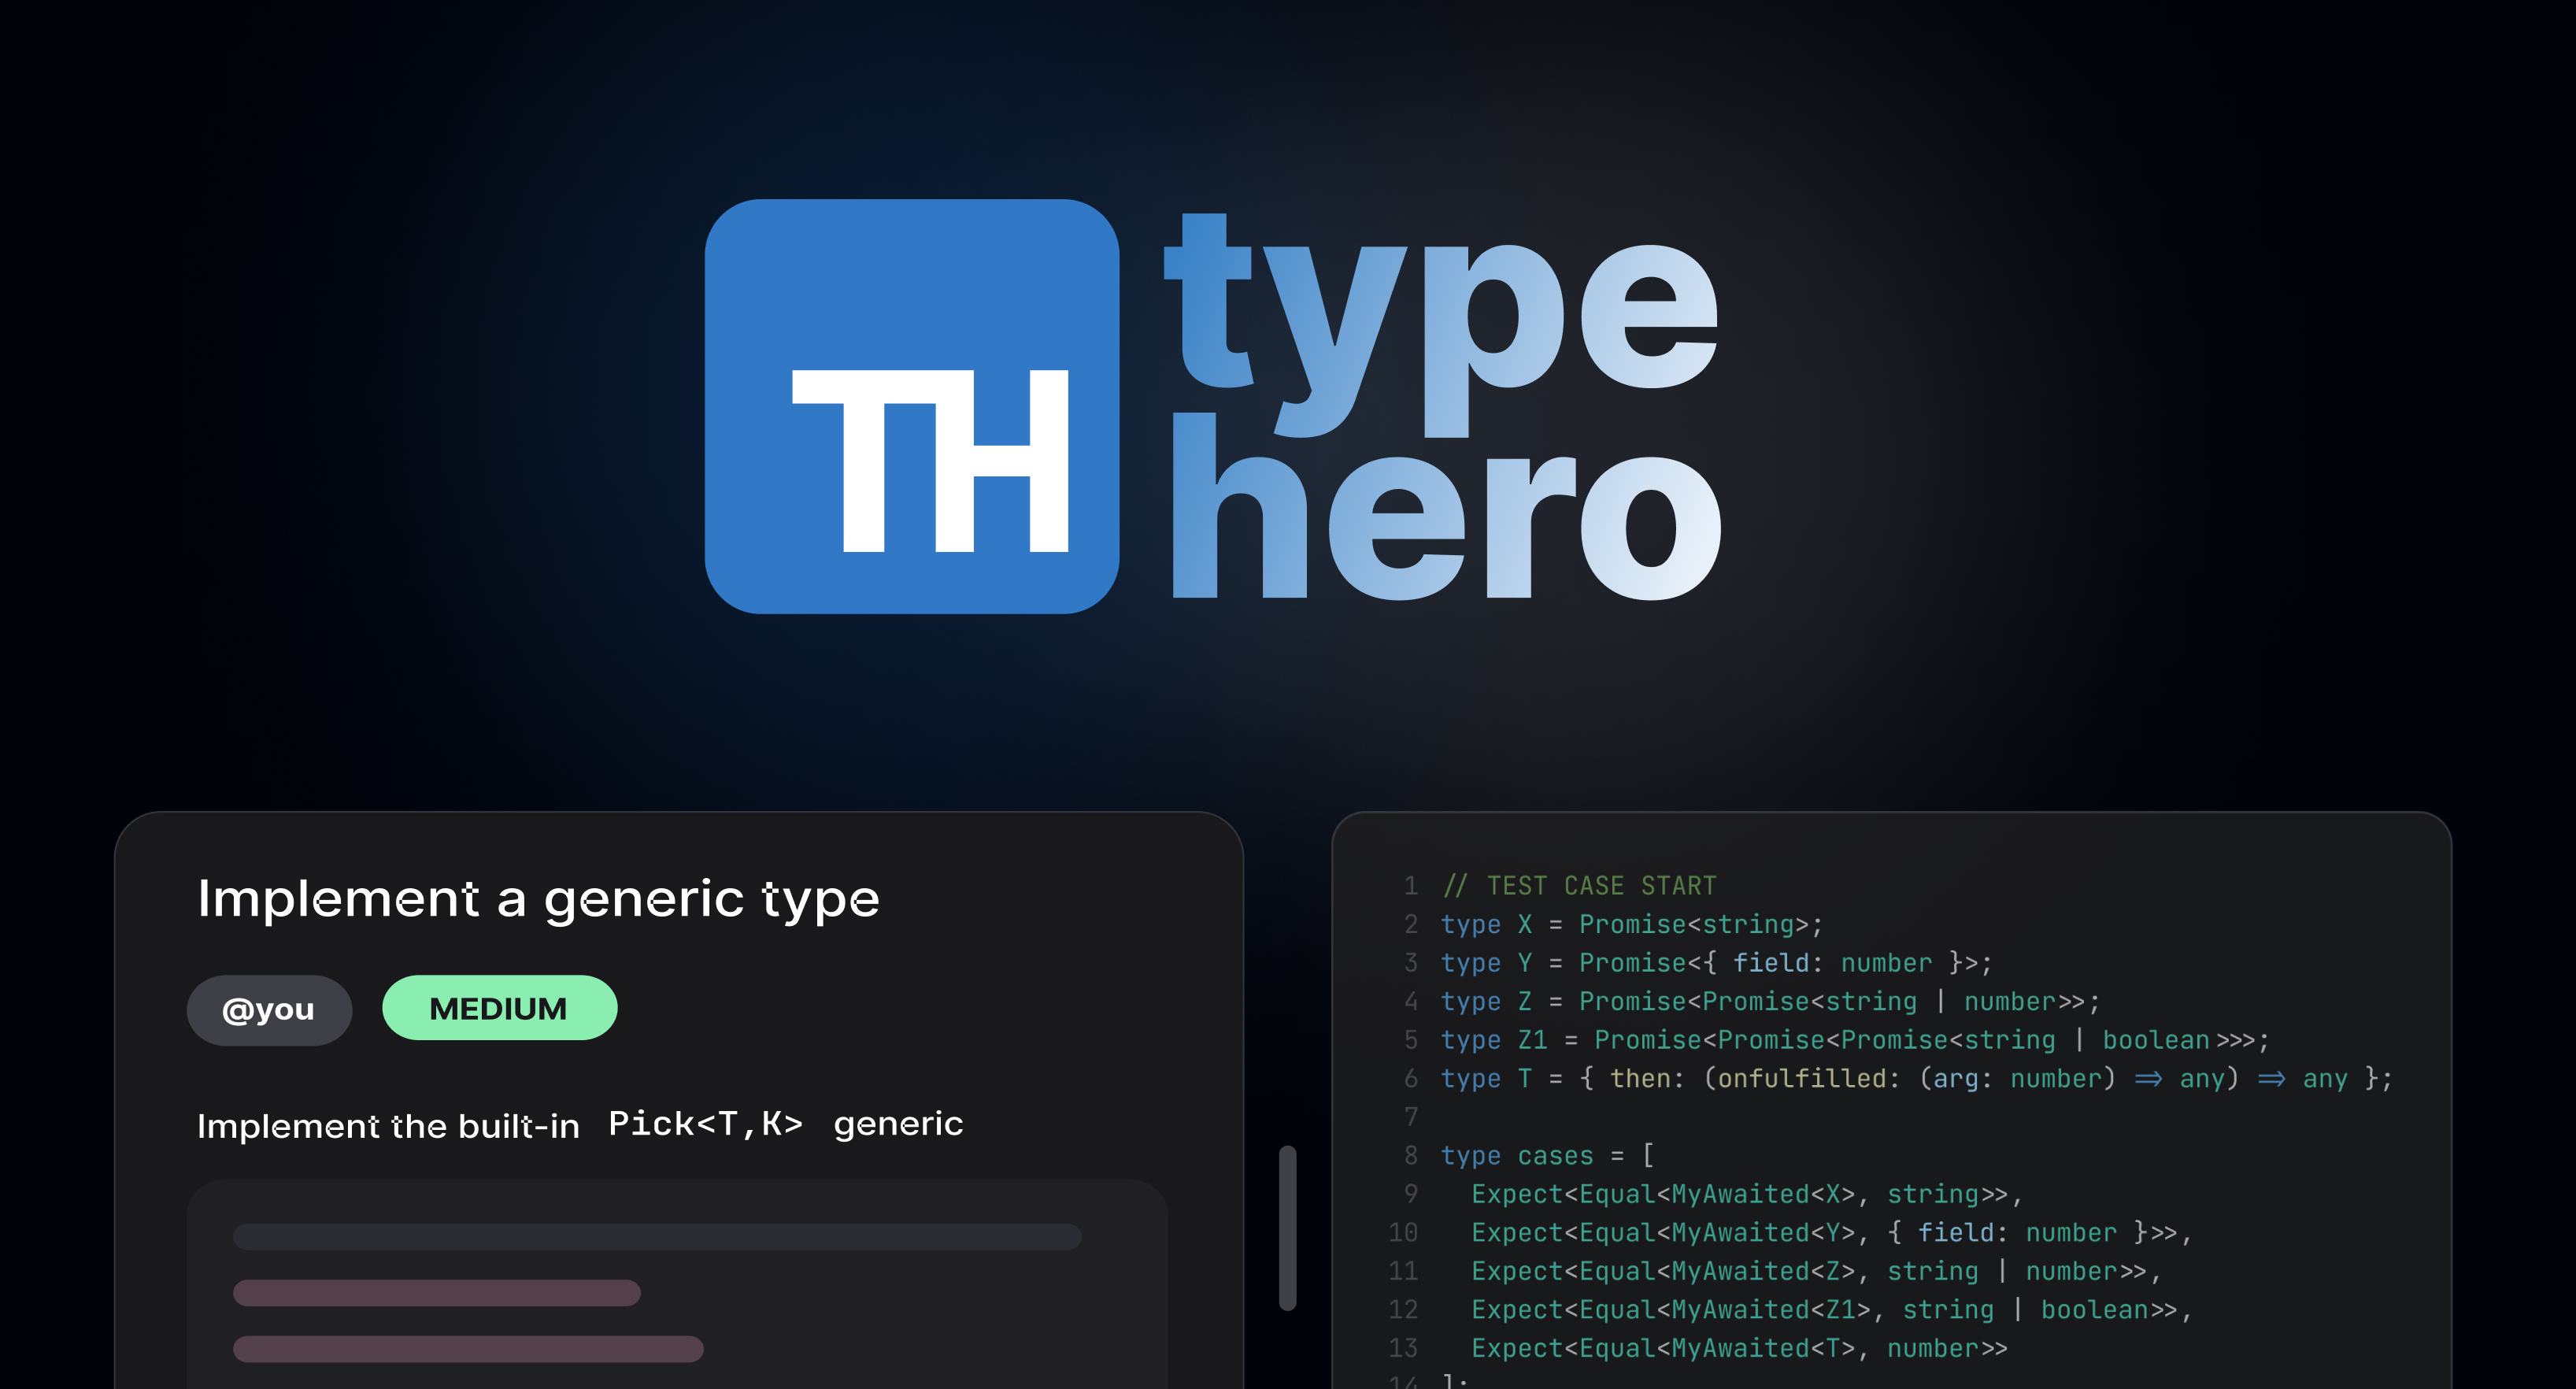 TH
type
hero
Implement a generic type
@you MEDIUM
Implement the built-in Pick<T,K> generic
1 // TEST CASE START
2 type X = Promise<string>;
3 type Y = Promise<{ field: number }>;
4 type Z = Promise<Promise<string | number>>;
5 type Z1 = Promise<Promise<Promise<string | boolean>>>;
6 type T = { then: (onfulfilled: (arg: number) => any) => any };
7
8 type cases = [
9 Expect<Equal<MyAwaited<X>, string>>,
10 Expect<Equal<MyAwaited<Y>, { field: number }>>,
11 Expect<Equal<MyAwaited<Z>, string | number>>,
12 Expect<Equal<MyAwaited<Z1>, string | boolean>>,
13 Expect<Equal<MyAwaited<T>, number>>
14 ];